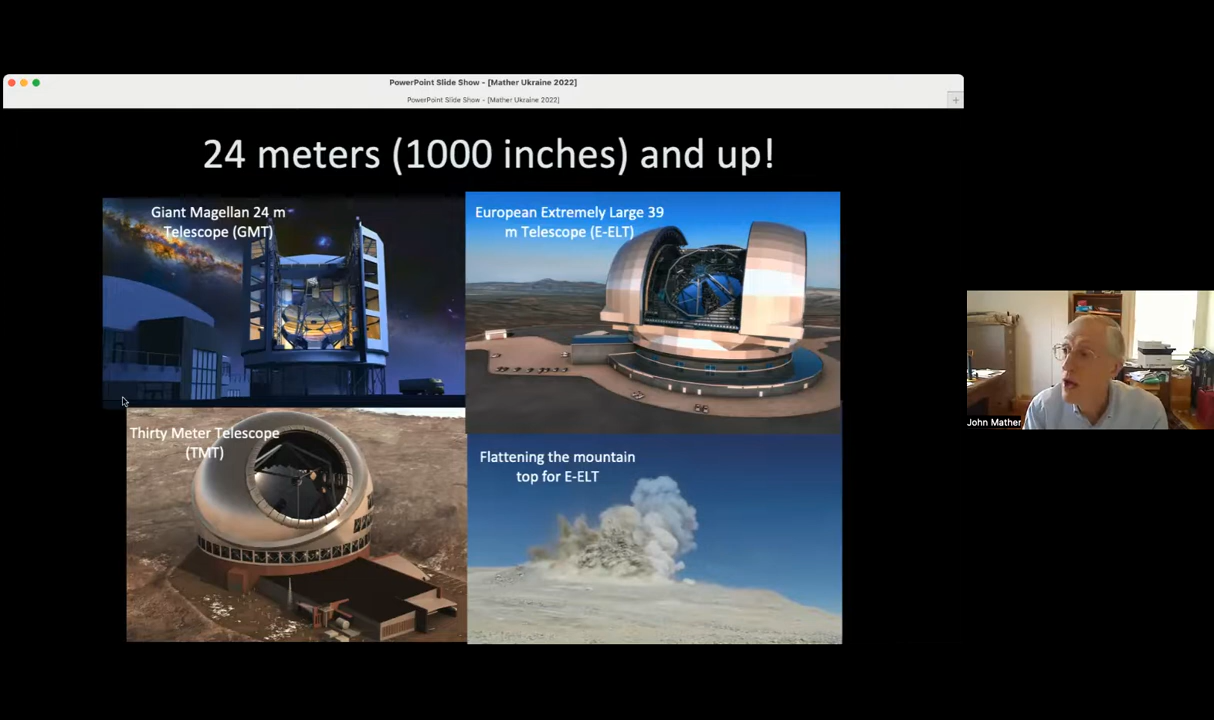 PowerPoint Slide Show - [Mather Ukraine 2022]
PowerPoint Slide Show - [Mather Ukraine 2022]
24 meters (1000 inches) and up!
Giant Magellan 24 m
Telescope (GMT)
European Extremely Large 39
m Telescope (E-ELT)
Thirty Meter Telescope
(TMT)
Flattening the mountain
top for E-ELT
John Mather